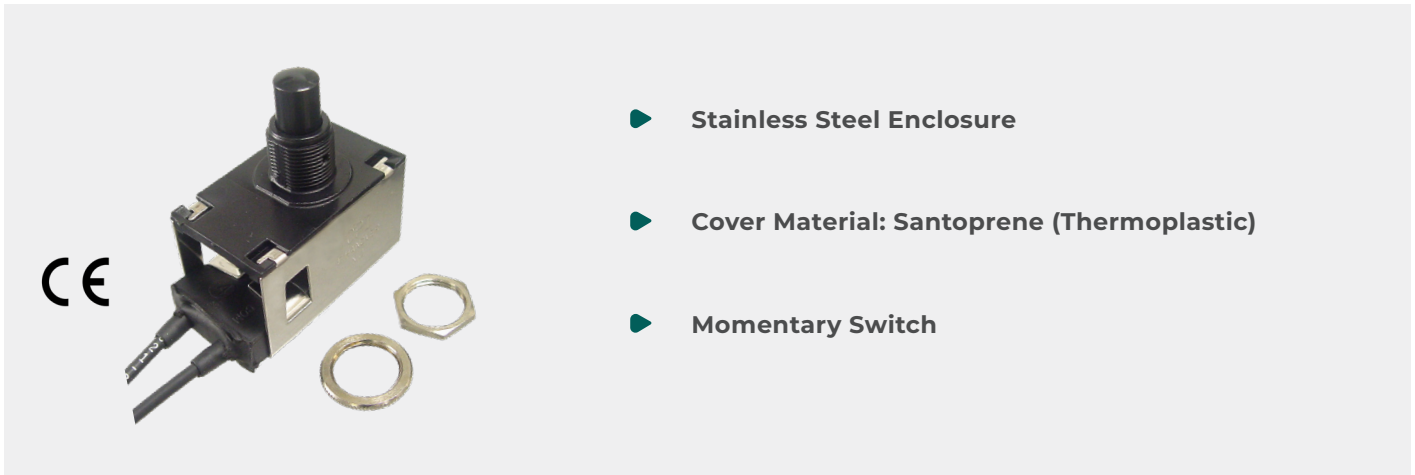 CE
Stainless Steel Enclosure
Cover Material: Santoprene (Thermoplastic)
Momentary Switch